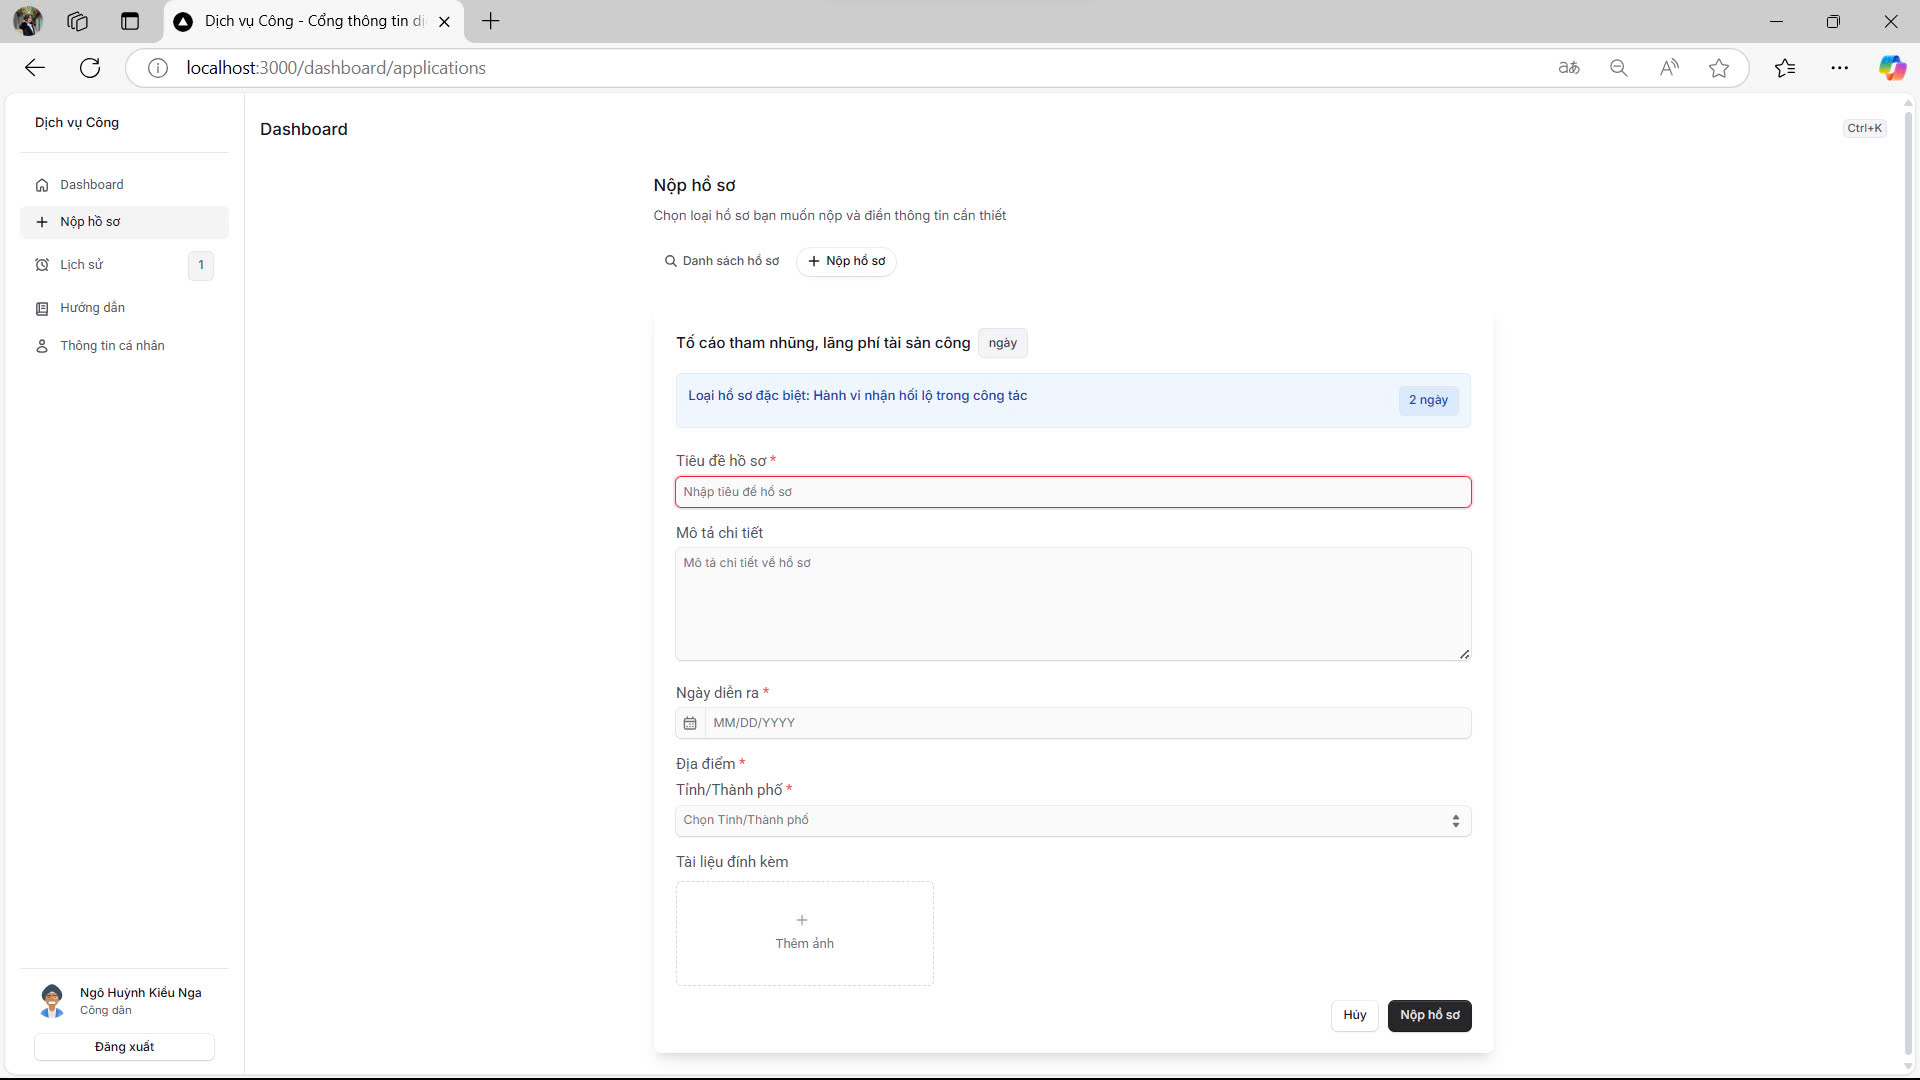 Dịch vụ Công - Cổng thông tin dị
localhost:3000/dashboard/applications
Dịch vụ Công
Dashboard
Nộp hồ sơ
Lịch sử
1
Hướng dẫn
Thông tin cá nhân
Ngô Huỳnh Kiều Nga
Công dân
Đăng xuất
Dashboard
Ctrl+K
Nộp hồ sơ
Chọn loại hồ sơ bạn muốn nộp và điền thông tin cần thiết
Danh sách hồ sơ
Nộp hồ sơ
Tố cáo tham nhũng, lãng phí tài sản công
ngày
Loại hồ sơ đặc biệt: Hành vi nhận hối lộ trong công tác
2 ngày
Tiêu đề hồ sơ *
Nhập tiêu đề hồ sơ
Mô tả chi tiết
Mô tả chi tiết về hồ sơ
Ngày diễn ra *
MM/DD/YYYY
Địa điểm *
Tỉnh/Thành phố *
Chọn Tỉnh/Thành phố
Tài liệu đính kèm
Thêm ảnh
Hủy
Nộp hồ sơ